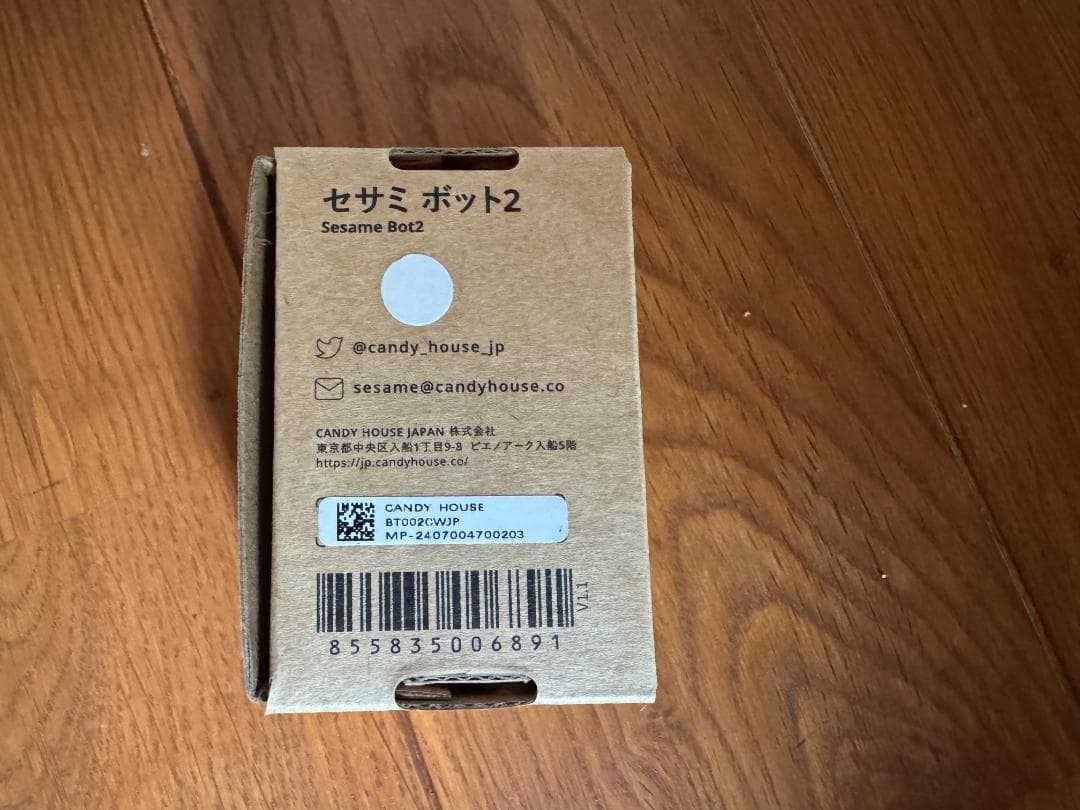 セサミ ボット2
Sesame Bot2
@candy_house_jp
sesame@candyhouse.co
CANDY HOUSE JAPAN 株式会社
東京都中央区入船1丁目9-8 ピエノアーク入船5階
https://jp.candyhouse.co/
CANDY HOUSE
BT002CWJP
MP-2407004700203
V1.1
855835006891